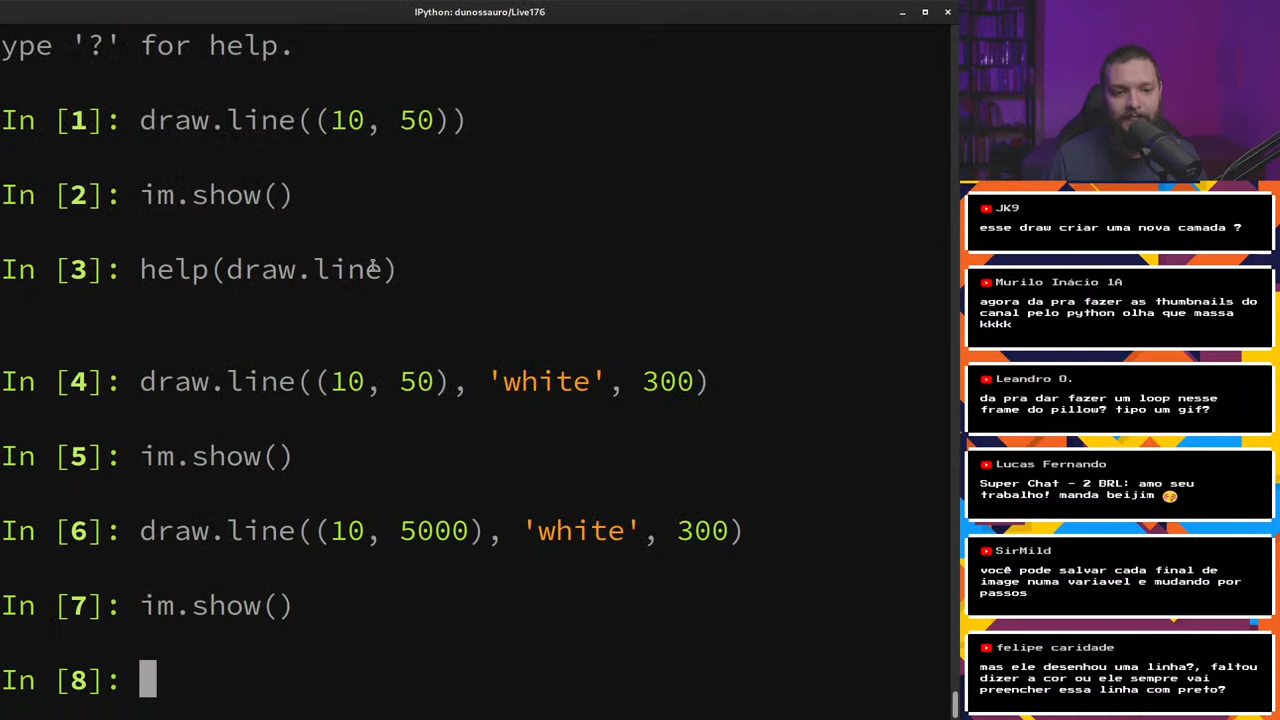 IPython: dunossauro/Live176
ype '?' for help.
In [1]: draw.line((10, 50))
In [2]: im.show()
In [3]: help(draw.line)
In [4]: draw.line((10, 50), 'white', 300)
In [5]: im.show()
In [6]: draw.line((10, 5000), 'white', 300)
In [7]: im.show()
In [8]:
JK9
esse draw criar uma nova camada ?
Murilo Inácio 1A
agora da pra fazer as thumbnails do
canal pelo python olha que massa
kkkk
Leandro O.
da pra dar fazer um loop nesse
frame do pillow? tipo um gif?
Lucas Fernando
Super Chat - 2 BRL: amo seu
trabalho! manda beijim 😚
SirMild
você pode salvar cada final de
image numa variavel e mudando por
passos
felipe caridade
mas ele desenhou uma linha?, faltou
dizer a cor ou ele sempre vai
preencher essa linha com preto?